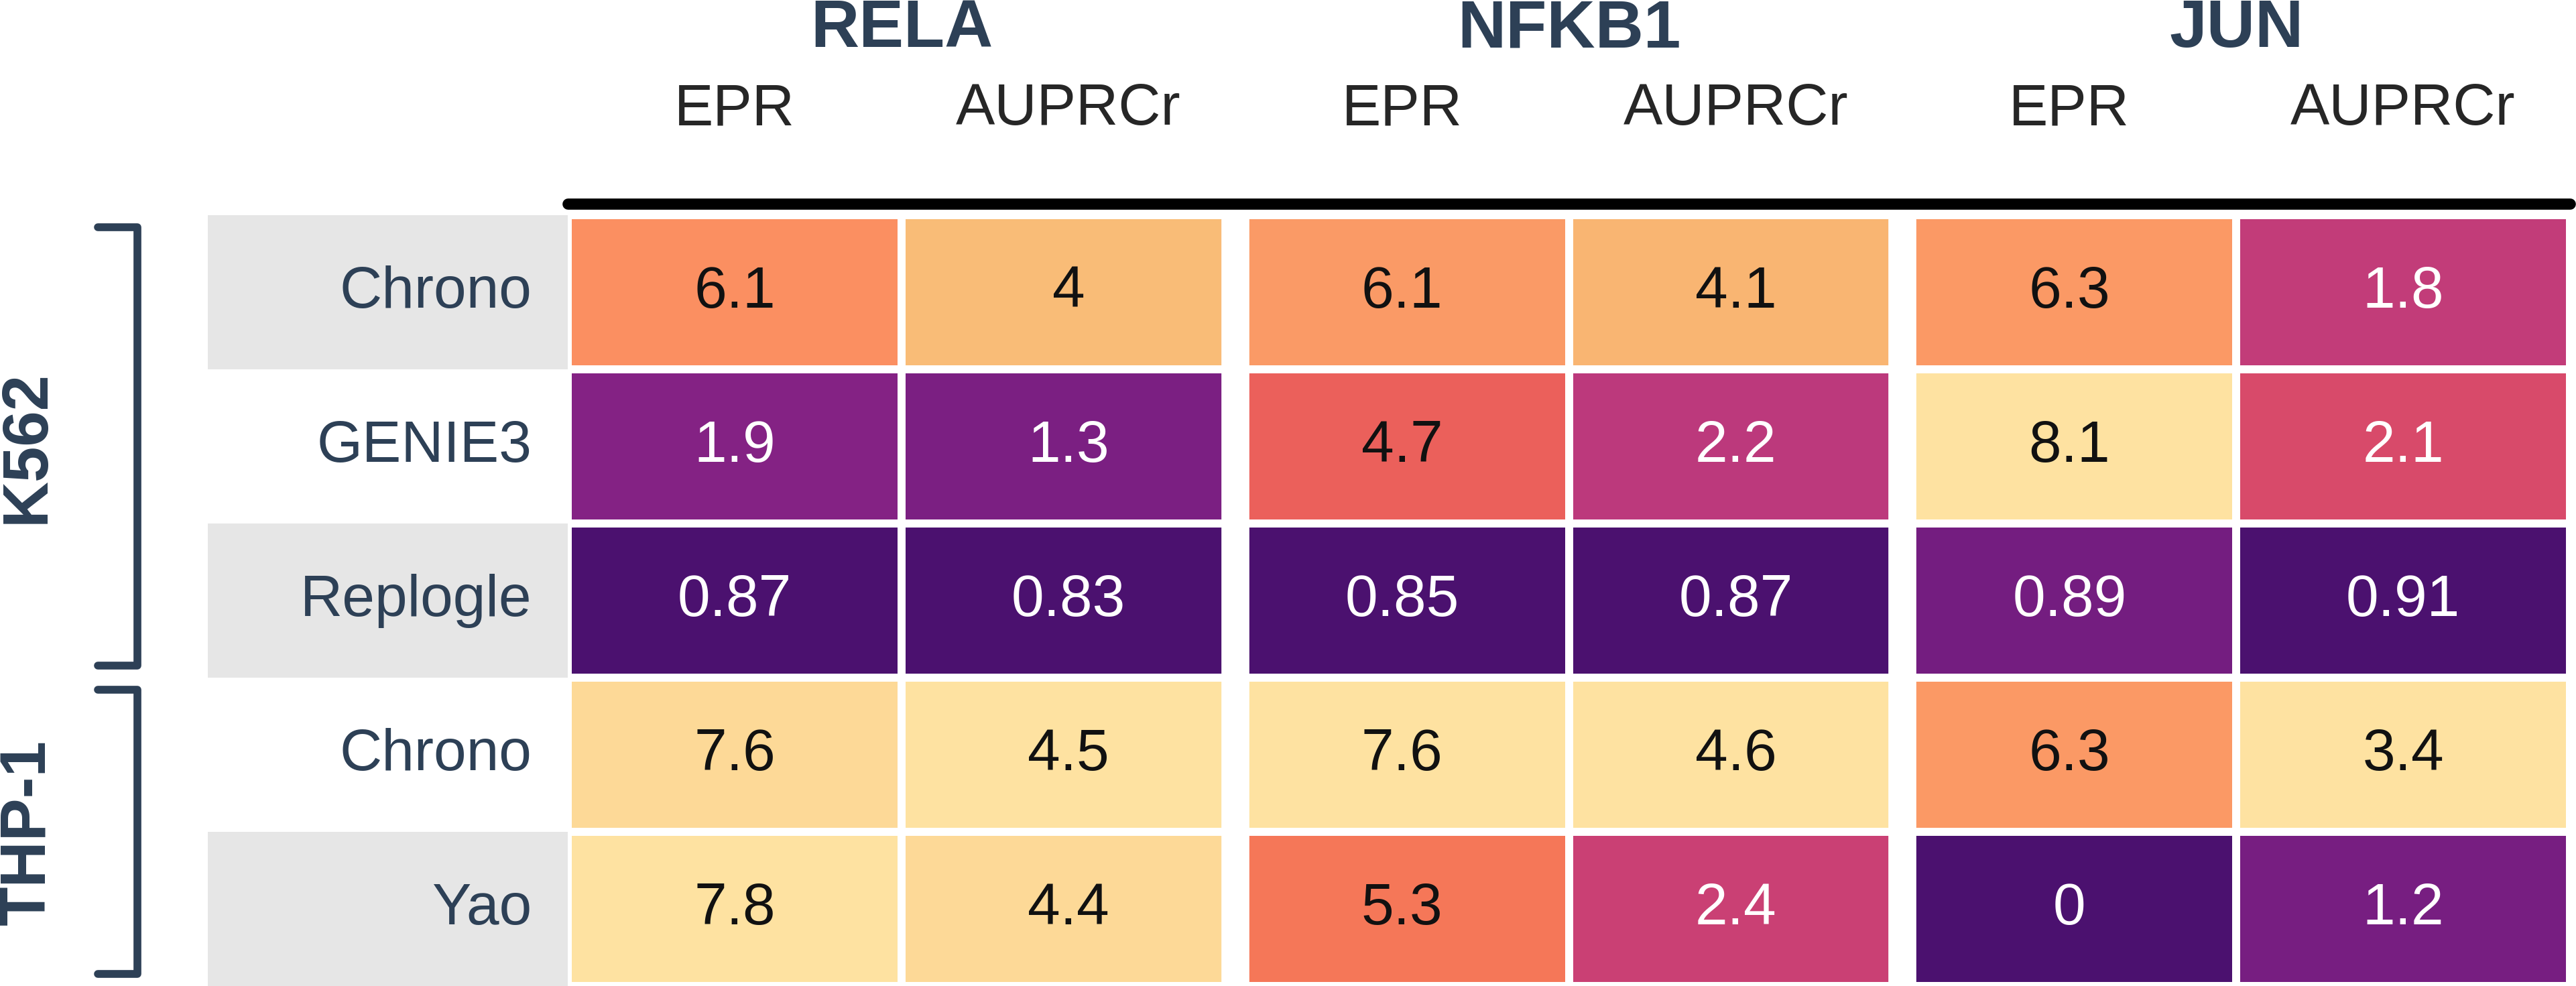 RELA NFKB1 JUN
EPR AUPRCr EPR AUPRCr EPR AUPRCr
K562
Chrono 6.1 4 6.1 4.1 6.3 1.8
GENIE3 1.9 1.3 4.7 2.2 8.1 2.1
Replogle 0.87 0.83 0.85 0.87 0.89 0.91
THP-1
Chrono 7.6 4.5 7.6 4.6 6.3 3.4
Yao 7.8 4.4 5.3 2.4 0 1.2